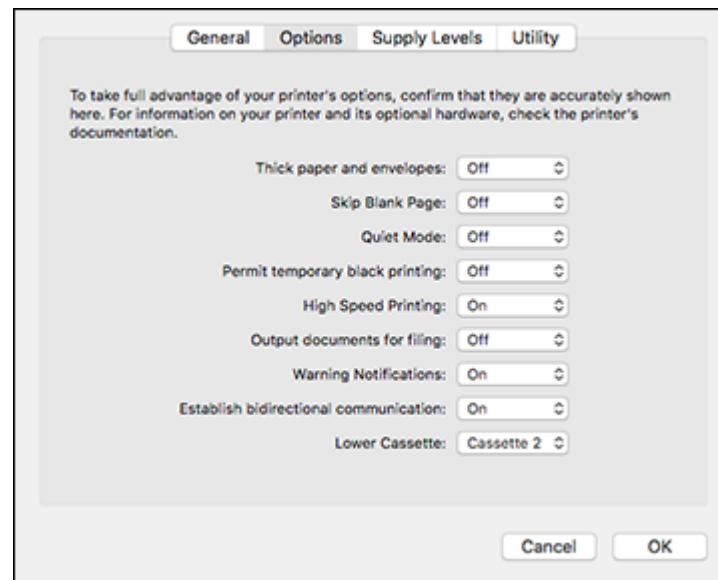 General Options Supply Levels Utility
To take full advantage of your printer's options, confirm that they are accurately shown
here. For information on your printer and its optional hardware, check the printer's
documentation.
Thick paper and envelopes: Off
Skip Blank Page: Off
Quiet Mode: Off
Permit temporary black printing: Off
High Speed Printing: On
Output documents for filing: Off
Warning Notifications: On
Establish bidirectional communication: On
Lower Cassette: Cassette 2
Cancel OK